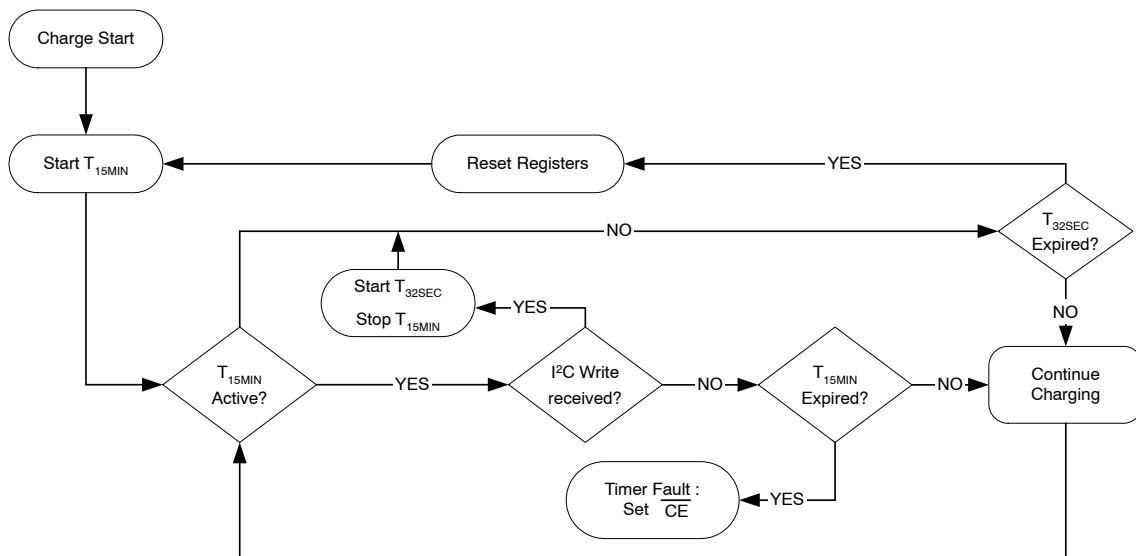 Charge Start
Start T15MIN
Reset Registers
YES
T32SEC
Expired?
NO
Start T32SEC
Stop T15MIN
YES
NO
T15MIN
Active?
YES
I²C Write
received?
NO
T15MIN
Expired?
NO
Continue
Charging
Timer Fault :
Set C̅E̅
YES